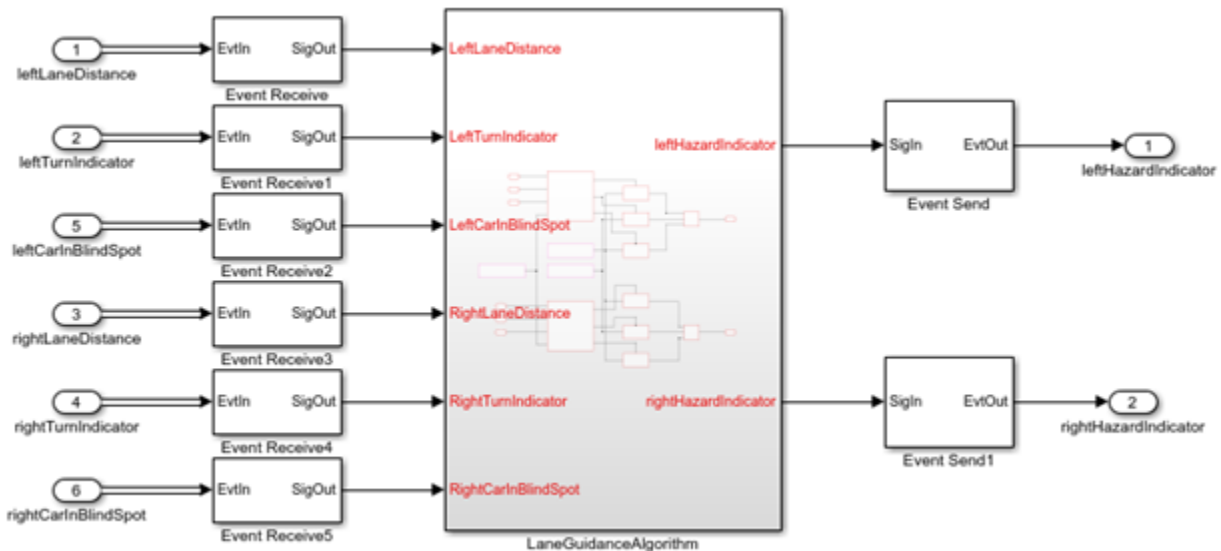 1
leftLaneDistance
EvtIn SigOut
Event Receive
2
leftTurnIndicator
EvtIn SigOut
Event Receive1
5
leftCarInBlindSpot
EvtIn SigOut
Event Receive2
3
rightLaneDistance
EvtIn SigOut
Event Receive3
4
rightTurnIndicator
EvtIn SigOut
Event Receive4
6
rightCarInBlindSpot
EvtIn SigOut
Event Receive5
LeftLaneDistance
LeftTurnIndicator
LeftCarInBlindSpot
RightLaneDistance
RightTurnIndicator
RightCarInBlindSpot
leftHazardIndicator
rightHazardIndicator
LaneGuidanceAlgorithm
SigIn EvtOut
Event Send
1
leftHazardIndicator
SigIn EvtOut
Event Send1
2
rightHazardIndicator